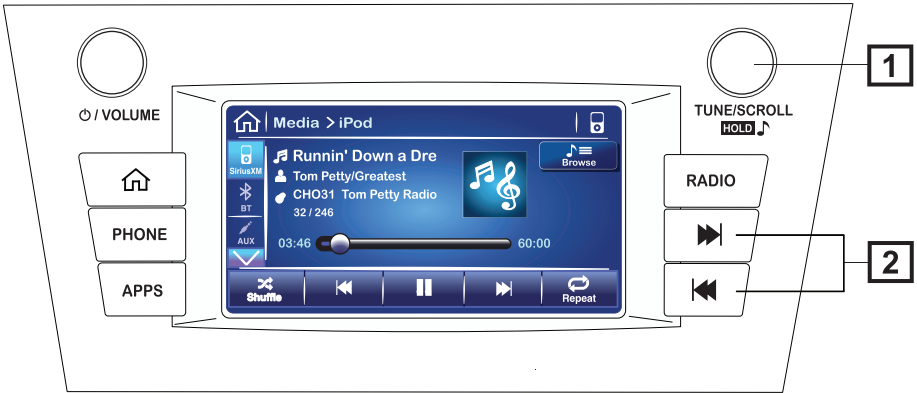 / VOLUME
TUNE/SCROLL
HOLD
1
Media > iPod
SiriusXM
Runnin' Down a Dre
Browse
Tom Petty/Greatest
BT
CHO31 Tom Petty Radio
32 / 246
AUX
03:46
60:00
Shuffle
Repeat
PHONE
APPS
RADIO
2